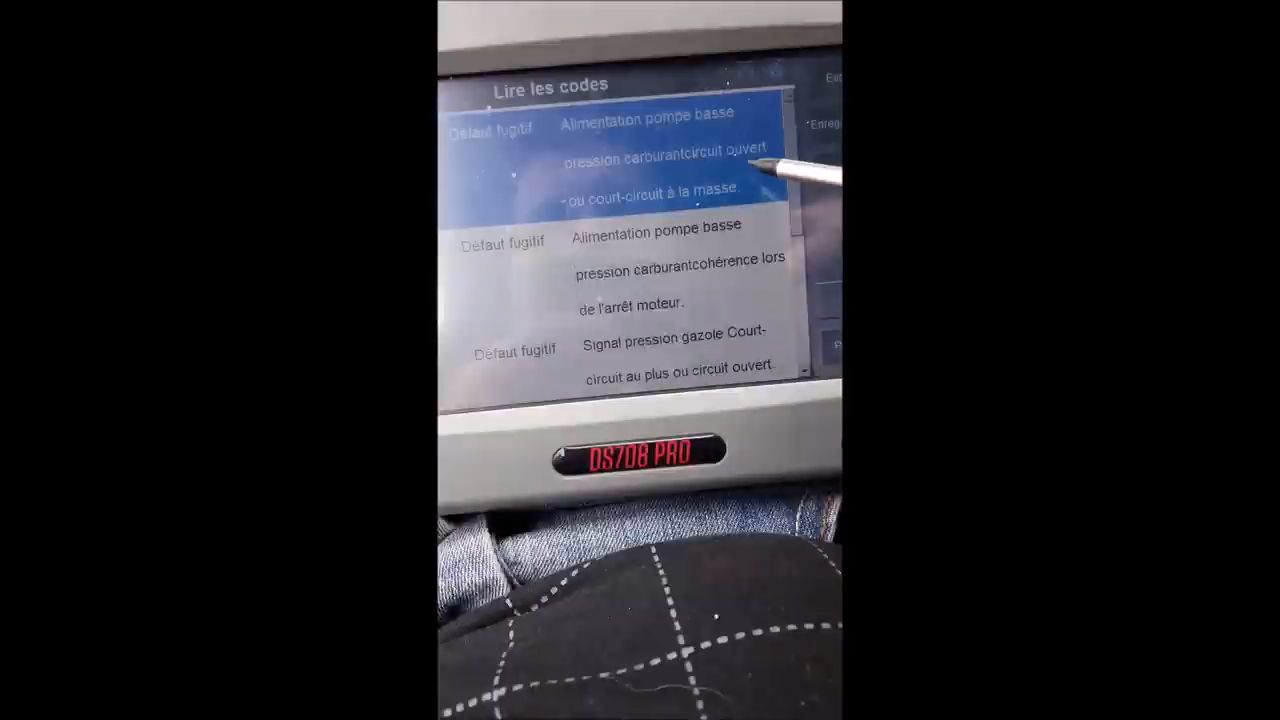 Lire les codes
Défaut fugitif Alimentation pompe basse
pression carburantcircuit ouvert
ou court-circuit à la masse.
Défaut fugitif Alimentation pompe basse
pression carburantcohérence lors
de l'arrêt moteur.
Défaut fugitif Signal pression gazole Court-
circuit au plus ou circuit ouvert.
DS708 PRO